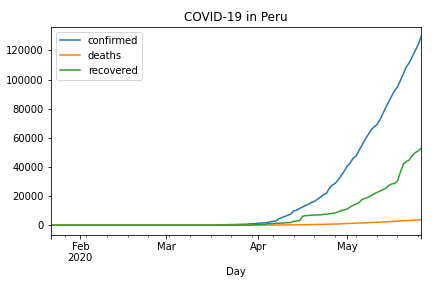 COVID-19 in Peru
confirmed
deaths
recovered
120000
100000
80000
60000
40000
20000
0
Feb
2020
Mar
Apr
May
Day